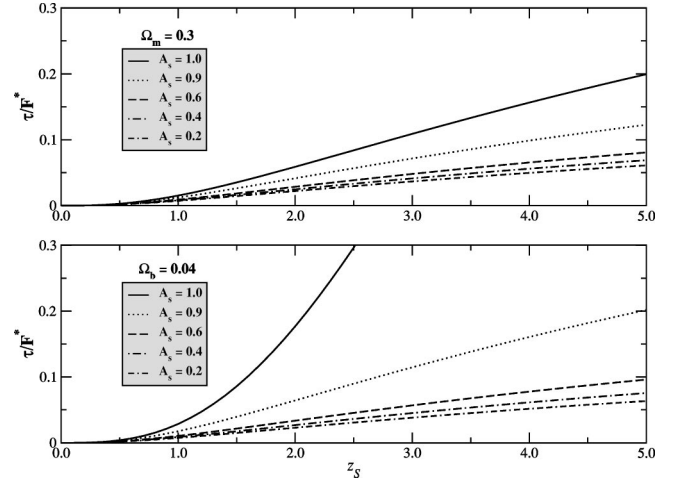 0.3
Ωm = 0.3
As = 1.0
As = 0.9
As = 0.6
As = 0.4
As = 0.2
0.2
τ/F*
0.1
0
0.0 1.0 2.0 3.0 4.0 5.0
0.3
Ωb = 0.04
As = 1.0
As = 0.9
As = 0.6
As = 0.4
As = 0.2
0.2
τ/F*
0.1
0
0.0 1.0 2.0 3.0 4.0 5.0
zS